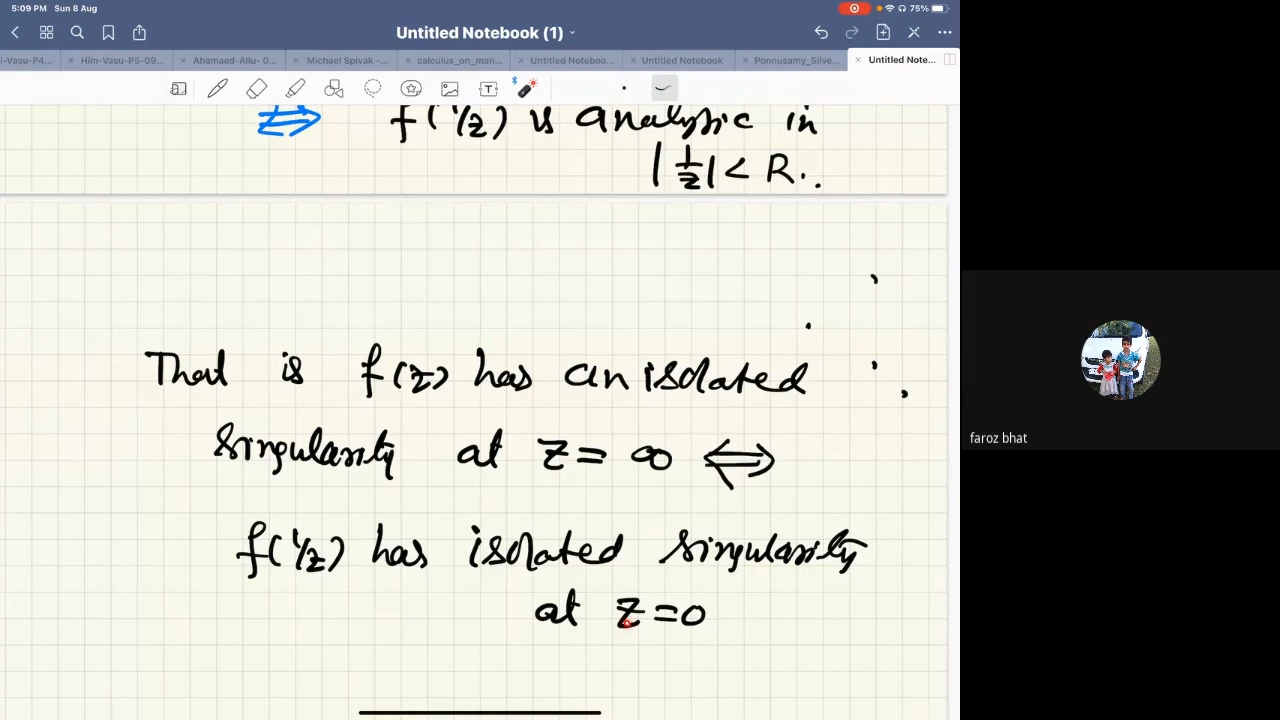 5:09 PM Sun 8 Aug
75%
Untitled Notebook (1)
i-Vasu-P4...
Him-Vasu-P5-09...
Ahamaed-Allu- 0...
Michael Spivak -...
calculus_on_man...
Untitled Noteboo...
Untitled Notebook
Ponnusamy_Silve...
Untitled Note...
⇔ f(1/z) is analytic in
|1/z| < R.
That is f(z) has an isolated
singularity at z = ∞ ⇔
f(1/z) has isolated singularity
at z=0
faroz bhat